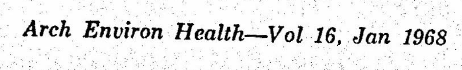 Arch Environ Health—Vol 16, Jan 1968